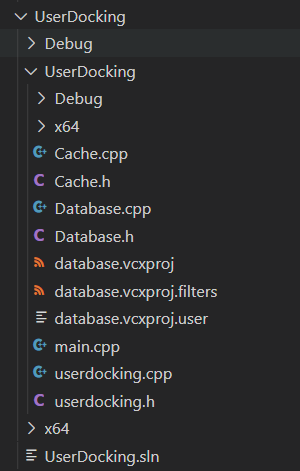 UserDocking
Debug
UserDocking
Debug
x64
Cache.cpp
Cache.h
Database.cpp
Database.h
database.vcxproj
database.vcxproj.filters
database.vcxproj.user
main.cpp
userdocking.cpp
userdocking.h
x64
UserDocking.sln